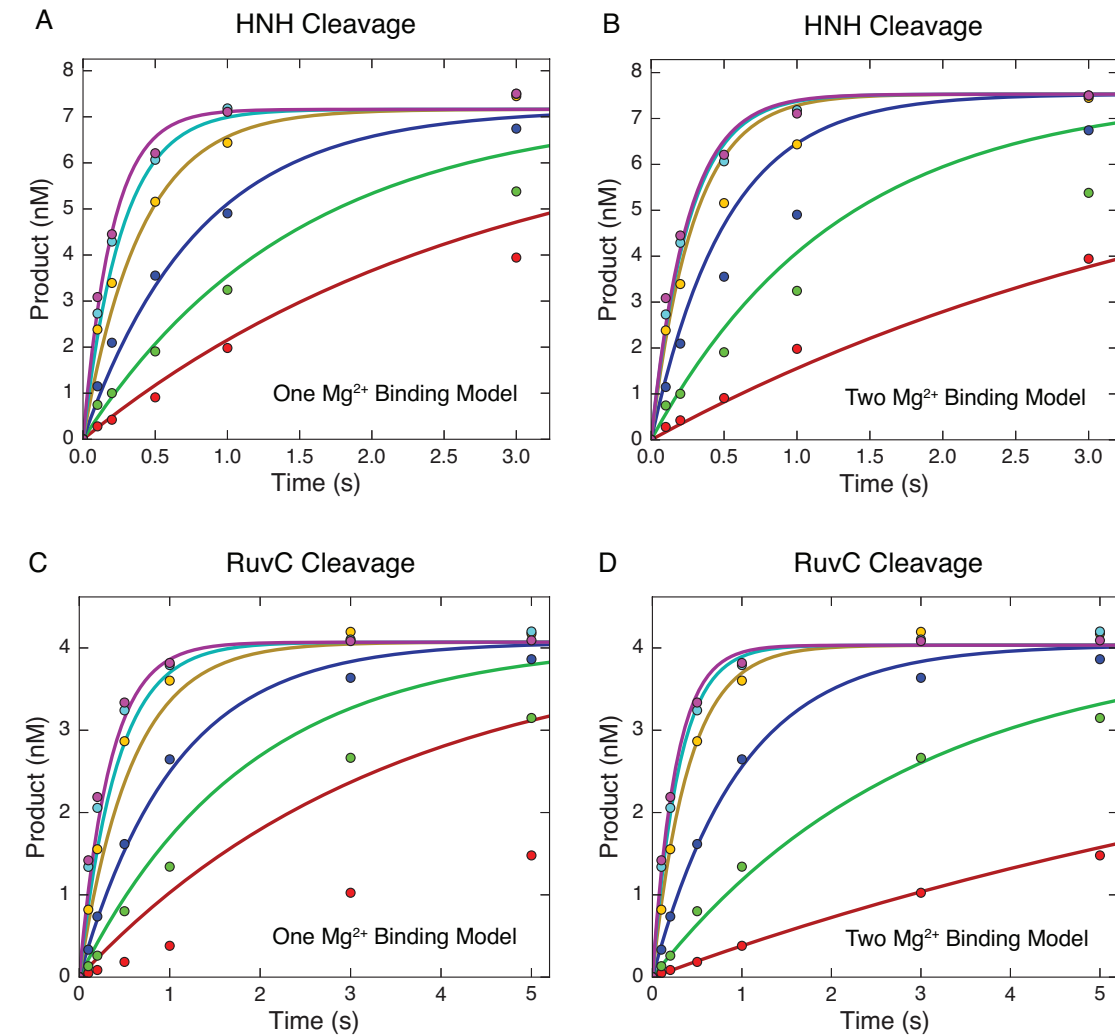 A
HNH Cleavage
Product (nM)
8
7
6
5
4
3
2
1
0
0.0 0.5 1.0 1.5 2.0 2.5 3.0
Time (s)
One Mg²⁺ Binding Model
B
HNH Cleavage
Product (nM)
8
7
6
5
4
3
2
1
0
0.0 0.5 1.0 1.5 2.0 2.5 3.0
Time (s)
Two Mg²⁺ Binding Model
C
RuvC Cleavage
Product (nM)
4
3
2
1
0
0 1 2 3 4 5
Time (s)
One Mg²⁺ Binding Model
D
RuvC Cleavage
Product (nM)
4
3
2
1
0
0 1 2 3 4 5
Time (s)
Two Mg²⁺ Binding Model